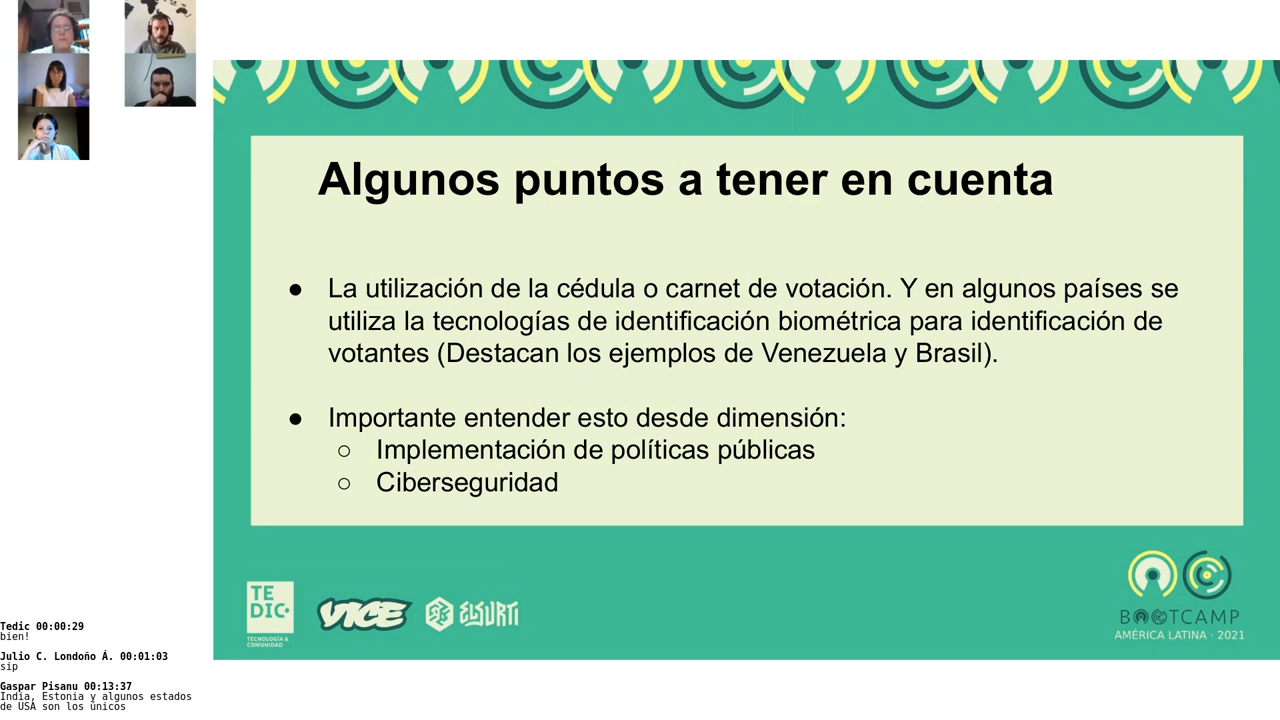 Algunos puntos a tener en cuenta
● La utilización de la cédula o carnet de votación. Y en algunos países se
utiliza la tecnologías de identificación biométrica para identificación de
votantes (Destacan los ejemplos de Venezuela y Brasil).
● Importante entender esto desde dimensión:
○ Implementación de políticas públicas
○ Ciberseguridad
TE
DIC
TECNOLOGÍA &
COMUNIDAD
VICE
ELSURTI
BOOTCAMP
AMÉRICA LATINA · 2021
Tedic 00:00:29
bien!
Julio C. Londoño Á. 00:01:03
sip
Gaspar Pisanu 00:13:37
India, Estonia y algunos estados
de USA son los únicos